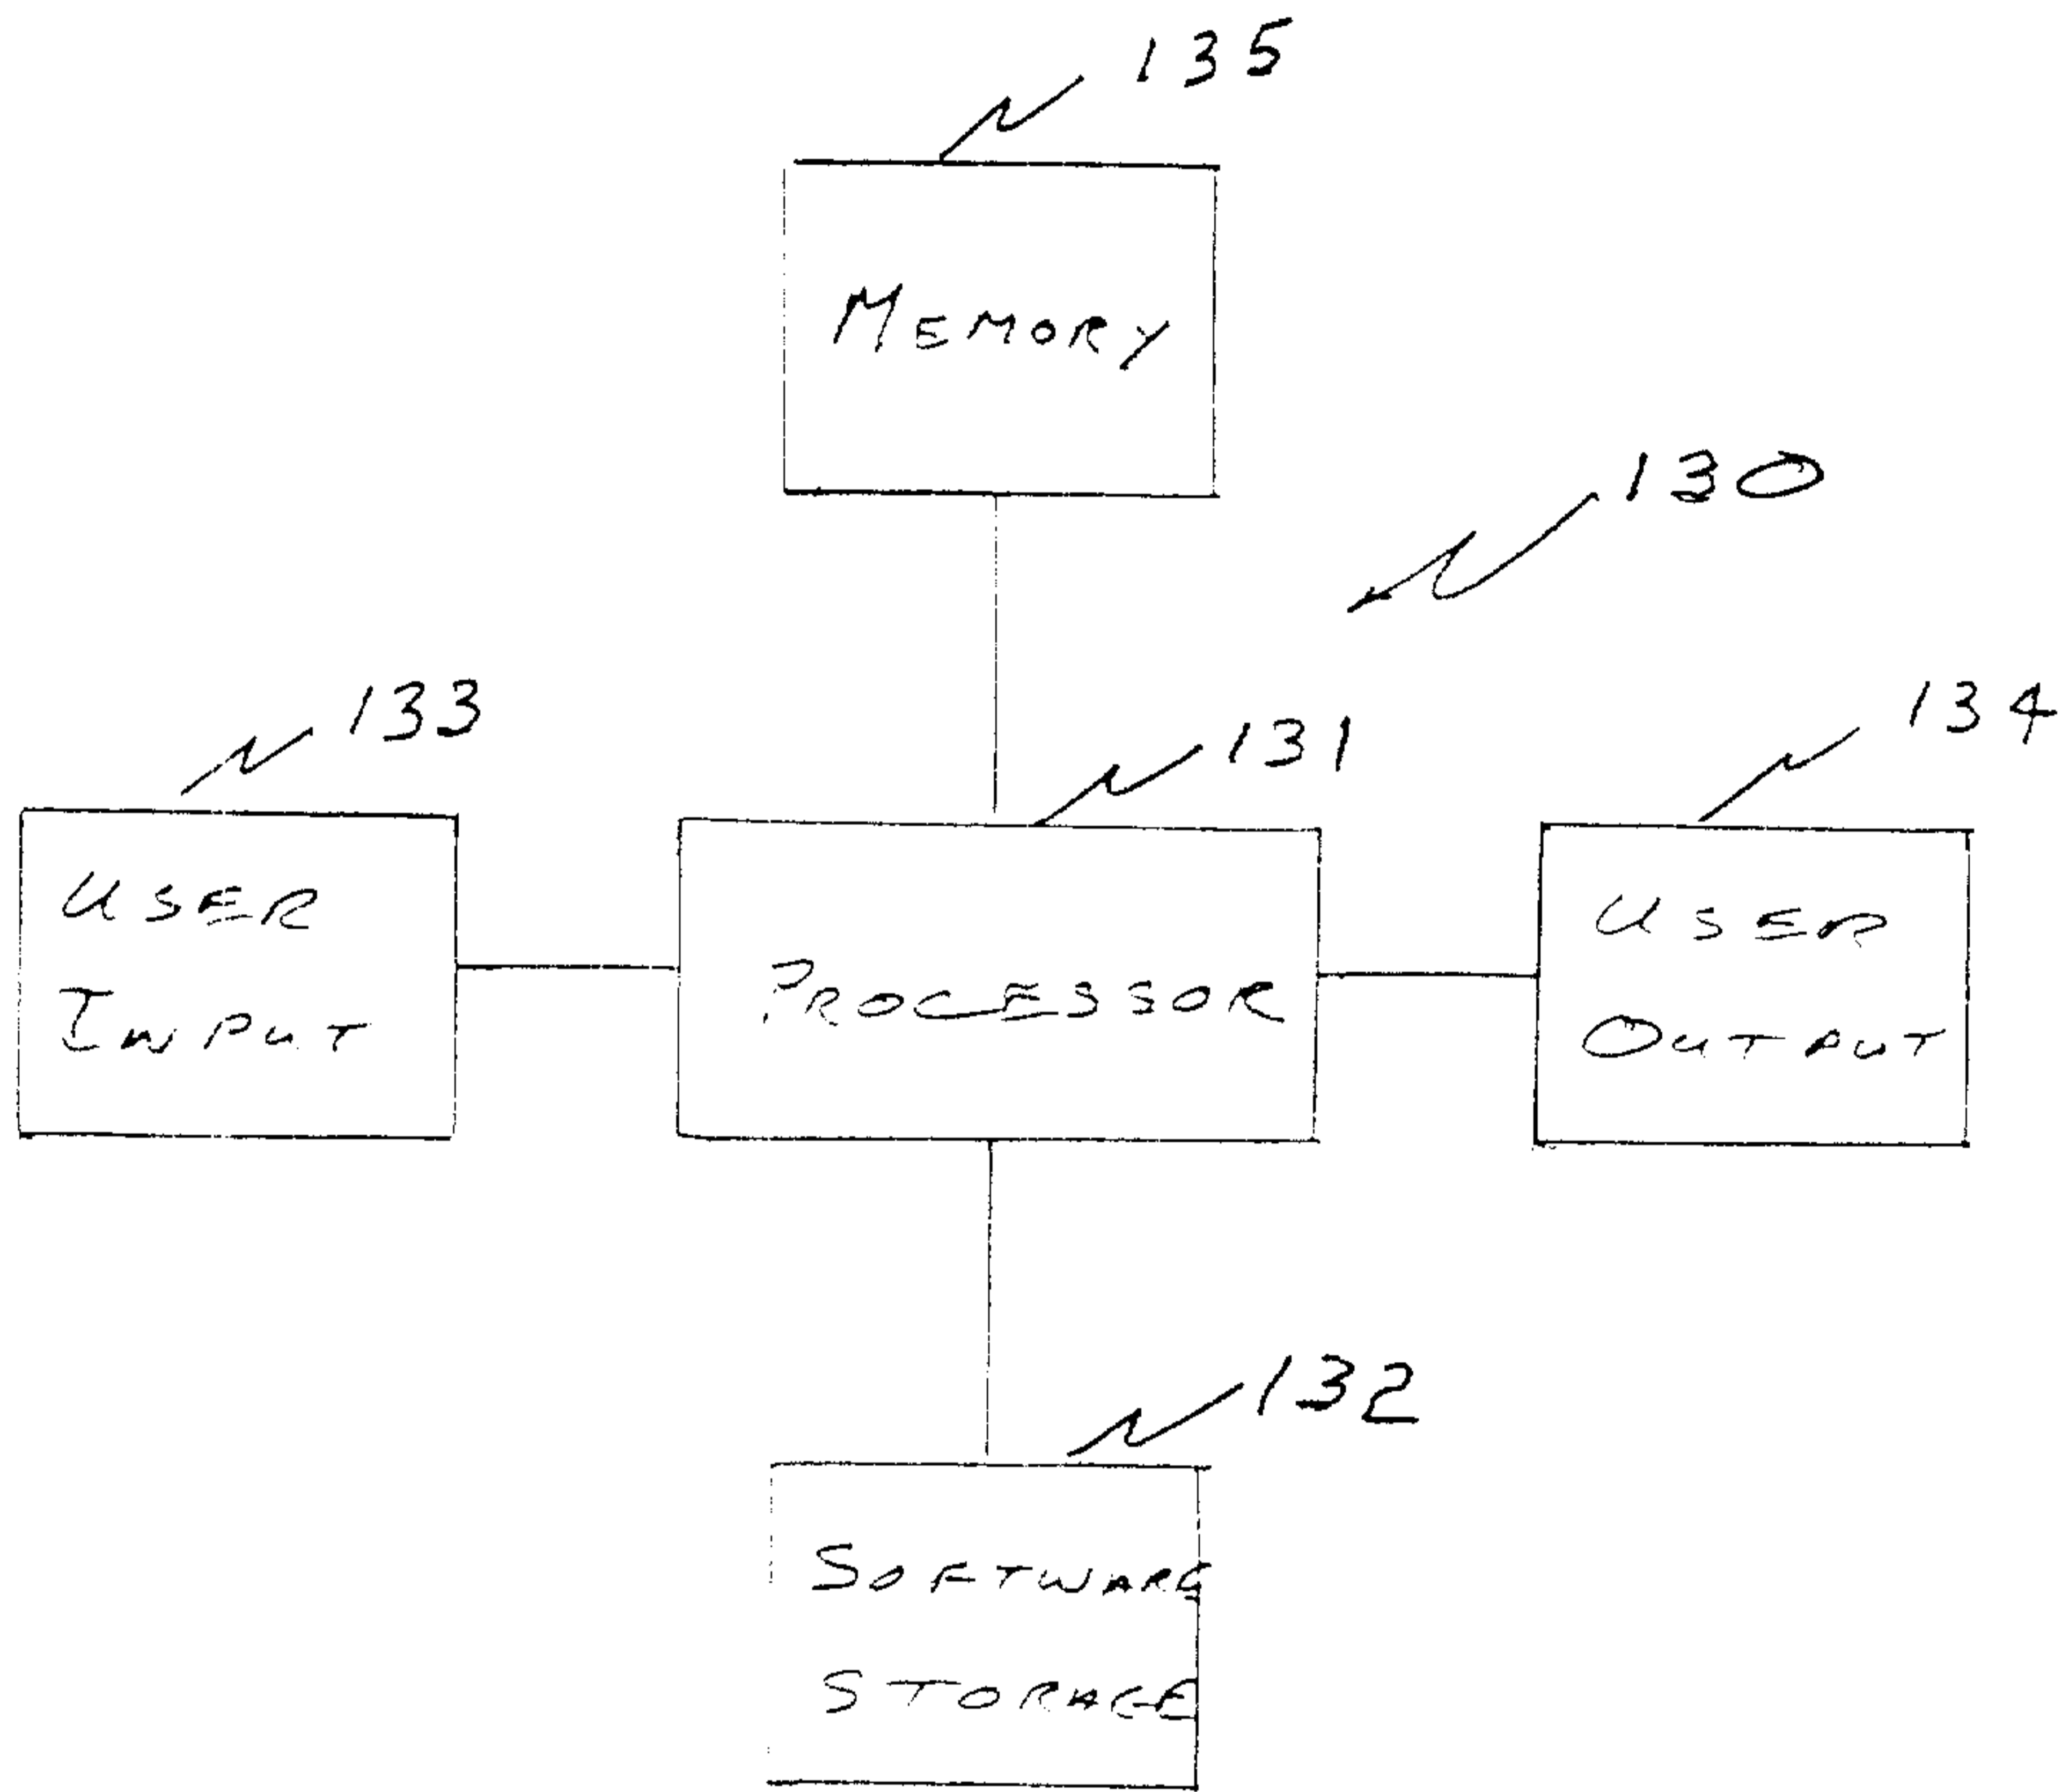 135
MEMORY
130
133
131
134
USER
INPUT
PROCESSOR
USER
OUTPUT
132
SOFTWARE
STORAGE